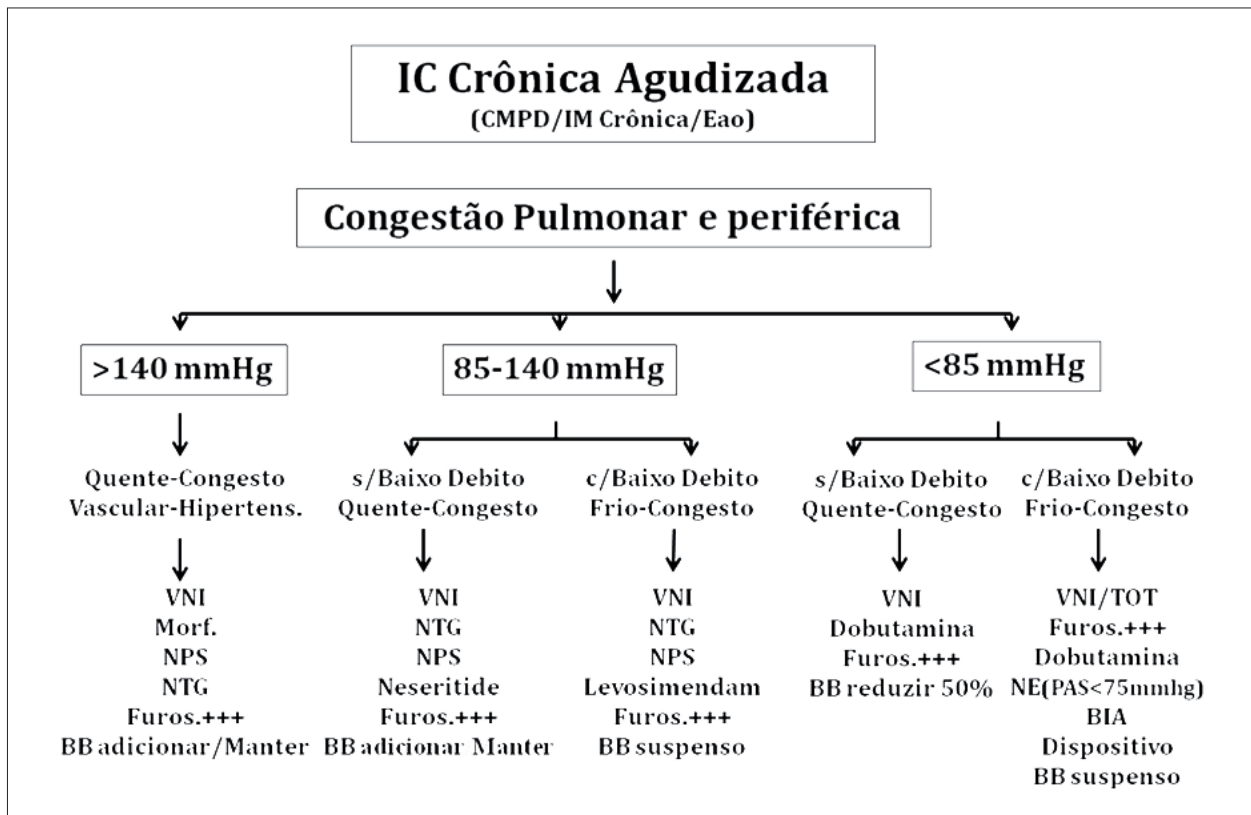 IC Crônica Agudizada
(CMPD/IM Crônica/Eao)
Congestão Pulmonar e periférica
>140 mmHg
85-140 mmHg
<85 mmHg
Quente-Congesto
Vascular-Hipertens.
s/Baixo Debito
Quente-Congesto
c/Baixo Debito
Frio-Congesto
s/Baixo Debito
Quente-Congesto
c/Baixo Debito
Frio-Congesto
VNI
Morf.
NPS
NTG
Furos.+++
BB adicionar/Manter
VNI
NTG
NPS
Neseritide
Furos.+++
BB adicionar Manter
VNI
NTG
NPS
Levosimendam
Furos.+++
BB suspenso
VNI
Dobutamina
Furos.+++
BB reduzir 50%
VNI/TOT
Furos.+++
Dobutamina
NE(PAS<75mmhg)
BIA
Dispositivo
BB suspenso